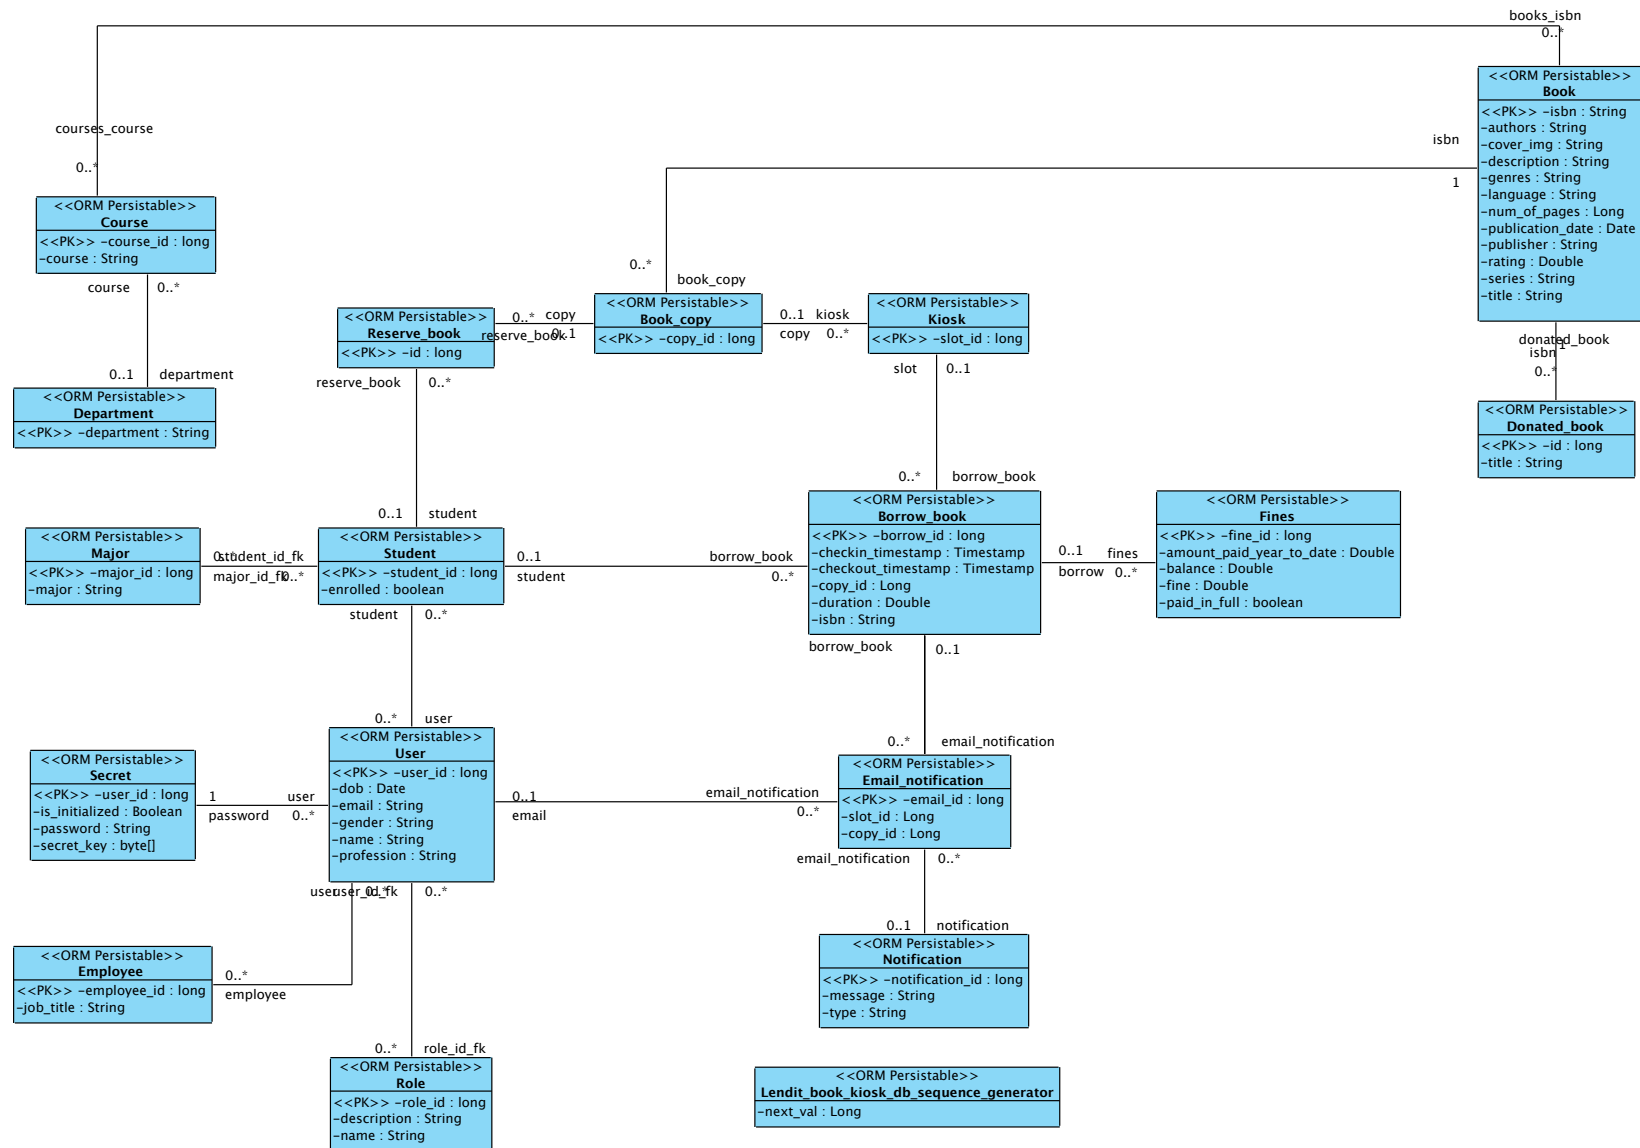 books_isbn
0..*
<<ORM Persistable>>
Book
<<PK>> -isbn : String
-authors : String
-cover_img : String
-description : String
-genres : String
-language : String
-num_of_pages : Long
-publication_date : Date
-publisher : String
-rating : Double
-series : String
-title : String
courses_course
0..*
isbn
1
<<ORM Persistable>>
Course
<<PK>> -course_id : long
-course : String
course 0..*
0..*
book_copy
<<ORM Persistable>>
Reserve_book
<<PK>> -id : long
0..* copy
reserve_book 0..1
<<ORM Persistable>>
Book_copy
<<PK>> -copy_id : long
0..1 kiosk
copy 0..*
<<ORM Persistable>>
Kiosk
<<PK>> -slot_id : long
donated_book
1
isbn
0..*
0..1 department
reserve_book 0..*
slot 0..1
<<ORM Persistable>>
Department
<<PK>> -department : String
<<ORM Persistable>>
Donated_book
<<PK>> -id : long
-title : String
0..* borrow_book
0..1 student
<<ORM Persistable>>
Major
<<PK>> -major_id : long
-major : String
0..* student_id_fk
major_id_fk 0..*
<<ORM Persistable>>
Student
<<PK>> -student_id : long
-enrolled : boolean
0..1
student
borrow_book
0..*
<<ORM Persistable>>
Borrow_book
<<PK>> -borrow_id : long
-checkin_timestamp : Timestamp
-checkout_timestamp : Timestamp
-copy_id : Long
-duration : Double
-isbn : String
0..1 fines
borrow 0..*
<<ORM Persistable>>
Fines
<<PK>> -fine_id : long
-amount_paid_year_to_date : Double
-balance : Double
-fine : Double
-paid_in_full : boolean
student 0..*
borrow_book 0..1
0..* user
0..* email_notification
<<ORM Persistable>>
Secret
<<PK>> -user_id : long
-is_initialized : Boolean
-password : String
-secret_key : byte[]
1 user
password 0..*
<<ORM Persistable>>
User
<<PK>> -user_id : long
-dob : Date
-email : String
-gender : String
-name : String
-profession : String
0..1
email
email_notification
0..*
<<ORM Persistable>>
Email_notification
<<PK>> -email_id : long
-slot_id : Long
-copy_id : Long
email_notification 0..*
user 0..*
user_id_fk 0..*
0..1 notification
<<ORM Persistable>>
Employee
<<PK>> -employee_id : long
-job_title : String
0..*
employee
<<ORM Persistable>>
Notification
<<PK>> -notification_id : long
-message : String
-type : String
0..* role_id_fk
<<ORM Persistable>>
Role
<<PK>> -role_id : long
-description : String
-name : String
<<ORM Persistable>>
Lendit_book_kiosk_db_sequence_generator
-next_val : Long